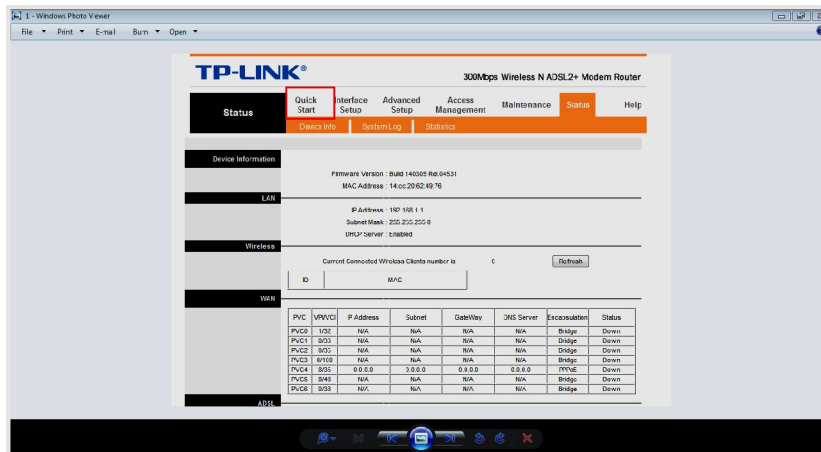 1 - Windows Photo Viewer
File Print E-mail Burn Open
TP-LINK®
300Mbps Wireless N ADSL2+ Modem Router
Status
Quick Start
Interface Setup
Advanced Setup
Access Management
Maintenance
Status
Help
Device Info
System Log
Statistics
Device Information
Firmware Version : Build 140305 Rel.04531
MAC Address : 14:cc:20:62:49:76
LAN
IP Address : 192.168.1.1
Subnet Mask : 255.255.255.0
DHCP Server : Enabled
Wireless
Current Connected Wireless Clients number is 0 Refresh
ID MAC
WAN
PVC VPI/VCI IP Address Subnet GateWay DNS Server Encapsulation Status
PVC0 1/32 N/A N/A N/A N/A Bridge Down
PVC1 0/33 N/A N/A N/A N/A Bridge Down
PVC2 0/35 N/A N/A N/A N/A Bridge Down
PVC3 0/100 N/A N/A N/A N/A Bridge Down
PVC4 8/35 0.0.0.0 0.0.0.0 0.0.0.0 0.0.0.0 PPPoE Down
PVC5 8/48 N/A N/A N/A N/A Bridge Down
PVC6 0/38 N/A N/A N/A N/A Bridge Down
ADSL